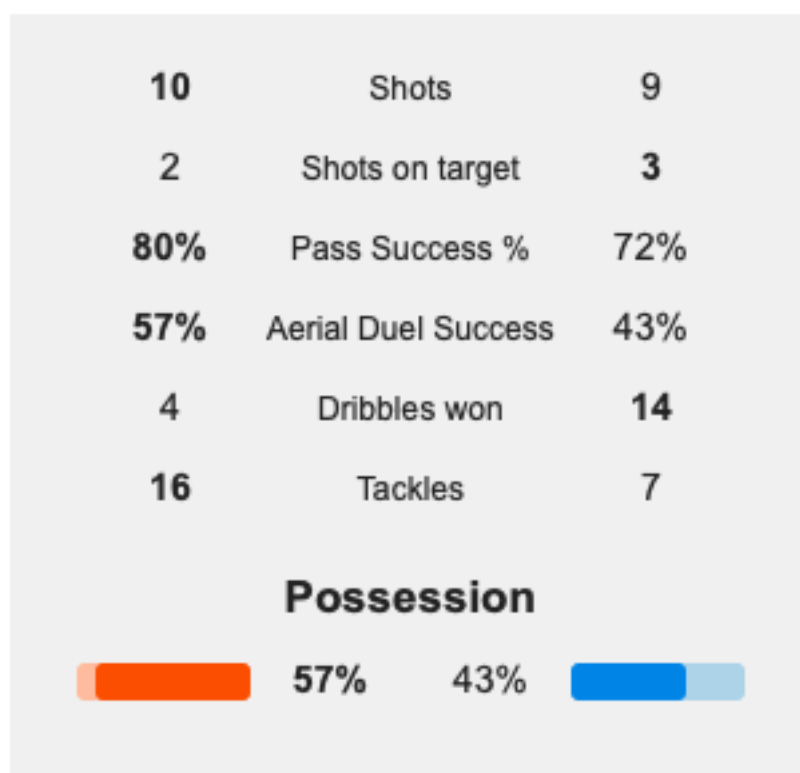 10 Shots 9
2 Shots on target 3
80% Pass Success % 72%
57% Aerial Duel Success 43%
4 Dribbles won 14
16 Tackles 7
Possession
57% 43%